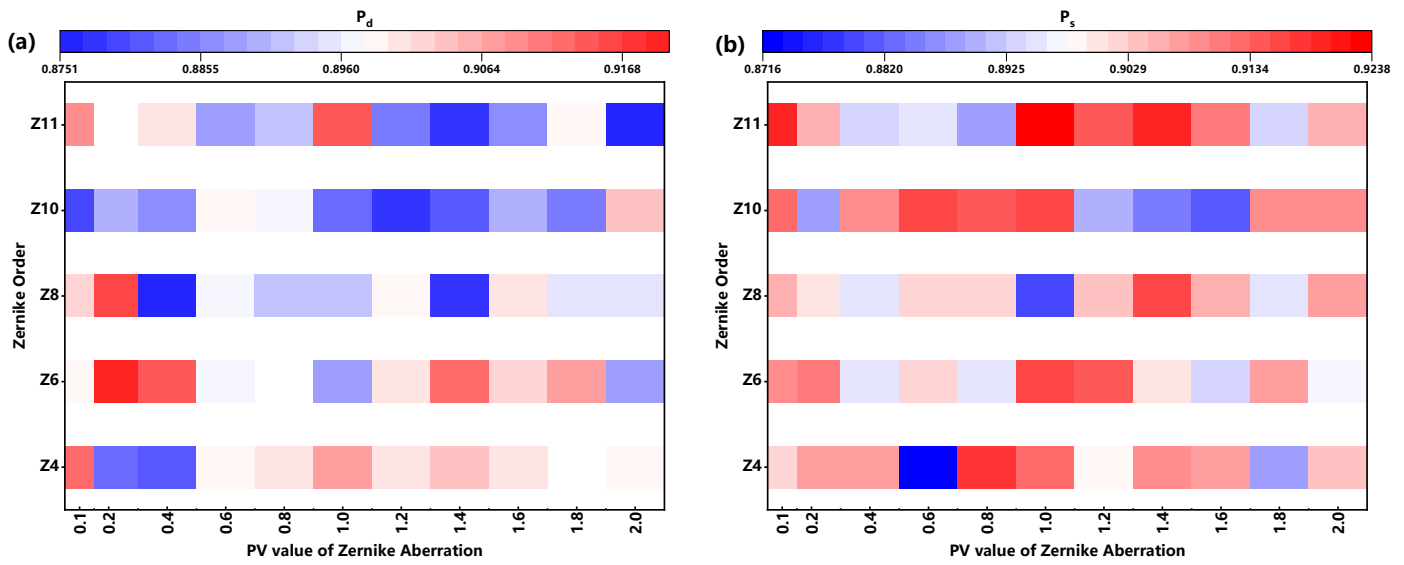 (a)
P_d
0.8751 0.8855 0.8960 0.9064 0.9168
Zernike Order
Z11
Z10
Z8
Z6
Z4
0.1 0.2 0.4 0.6 0.8 1.0 1.2 1.4 1.6 1.8 2.0
PV value of Zernike Aberration
(b)
P_s
0.8716 0.8820 0.8925 0.9029 0.9134 0.9238
Zernike Order
Z11
Z10
Z8
Z6
Z4
0.1 0.2 0.4 0.6 0.8 1.0 1.2 1.4 1.6 1.8 2.0
PV value of Zernike Aberration